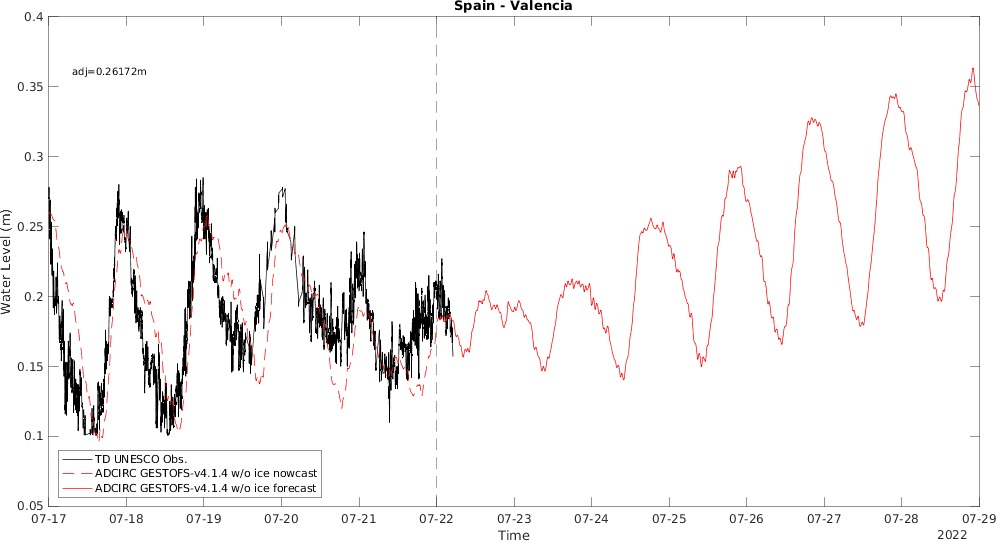 Spain - Valencia
0.4
0.35
0.3
0.25
0.2
0.15
0.1
0.05
Water Level (m)
adj=0.26172m
TD UNESCO Obs.
ADCIRC GESTOFS-v4.1.4 w/o ice nowcast
ADCIRC GESTOFS-v4.1.4 w/o ice forecast
07-17 07-18 07-19 07-20 07-21 07-22 07-23 07-24 07-25 07-26 07-27 07-28 07-29
Time
2022